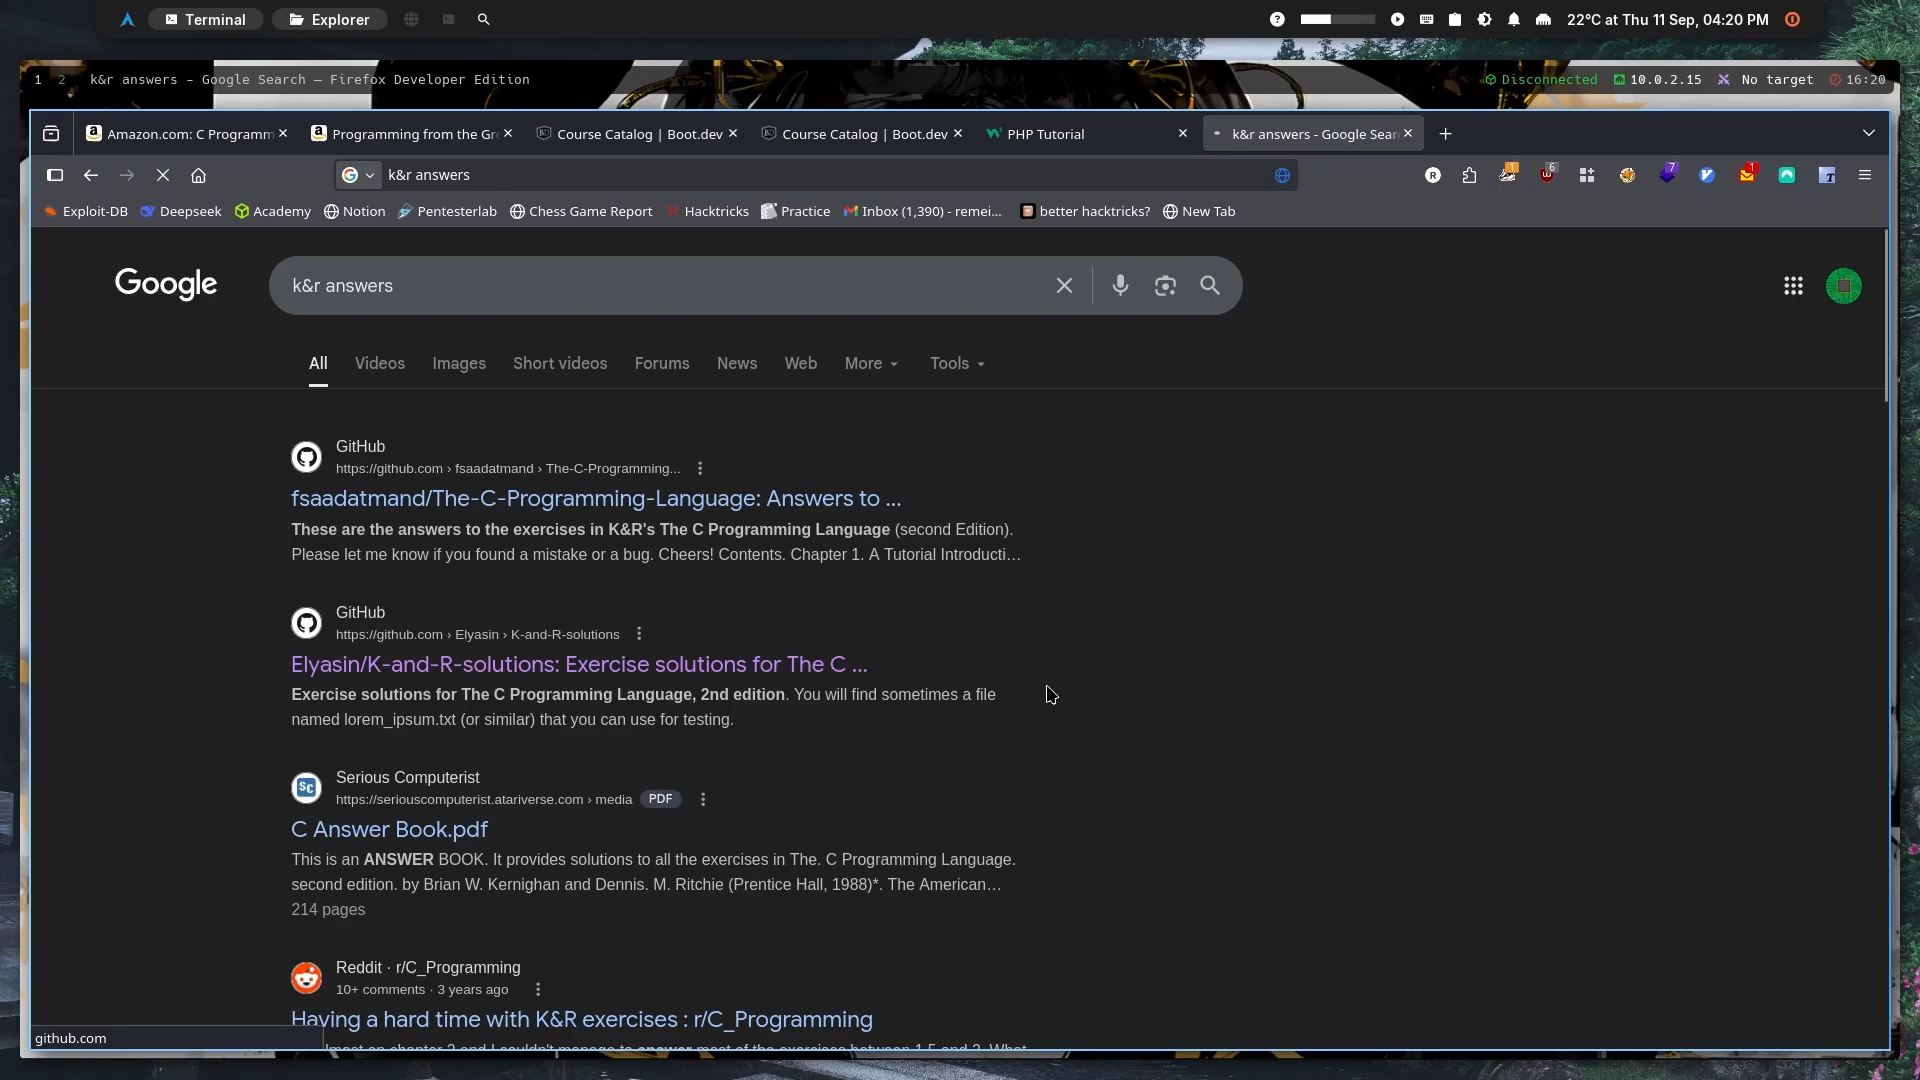 Terminal
Explorer
22°C at Thu 11 Sep, 04:20 PM
1 2 k&r answers - Google Search — Firefox Developer Edition
Disconnected 10.0.2.15 No target 16:20
Amazon.com: C Programm
Programming from the Gro
Course Catalog | Boot.dev
Course Catalog | Boot.dev
PHP Tutorial
k&r answers - Google Sear
k&r answers
1 6 7 1
Exploit-DB
Deepseek
Academy
Notion
Pentesterlab
Chess Game Report
Hacktricks
Practice
Inbox (1,390) - remei...
better hacktricks?
New Tab
Google
k&r answers
All Videos Images Short videos Forums News Web More Tools
GitHub
https://github.com › fsaadatmand › The-C-Programming...
fsaadatmand/The-C-Programming-Language: Answers to ...
These are the answers to the exercises in K&R's The C Programming Language (second Edition).
Please let me know if you found a mistake or a bug. Cheers! Contents. Chapter 1. A Tutorial Introducti...
GitHub
https://github.com › Elyasin › K-and-R-solutions
Elyasin/K-and-R-solutions: Exercise solutions for The C ...
Exercise solutions for The C Programming Language, 2nd edition. You will find sometimes a file
named lorem_ipsum.txt (or similar) that you can use for testing.
Serious Computerist
https://seriouscomputerist.atariverse.com › media PDF
C Answer Book.pdf
This is an ANSWER BOOK. It provides solutions to all the exercises in The. C Programming Language.
second edition. by Brian W. Kernighan and Dennis. M. Ritchie (Prentice Hall, 1988)*. The American...
214 pages
Reddit · r/C_Programming
10+ comments · 3 years ago
Having a hard time with K&R exercises : r/C_Programming
github.com